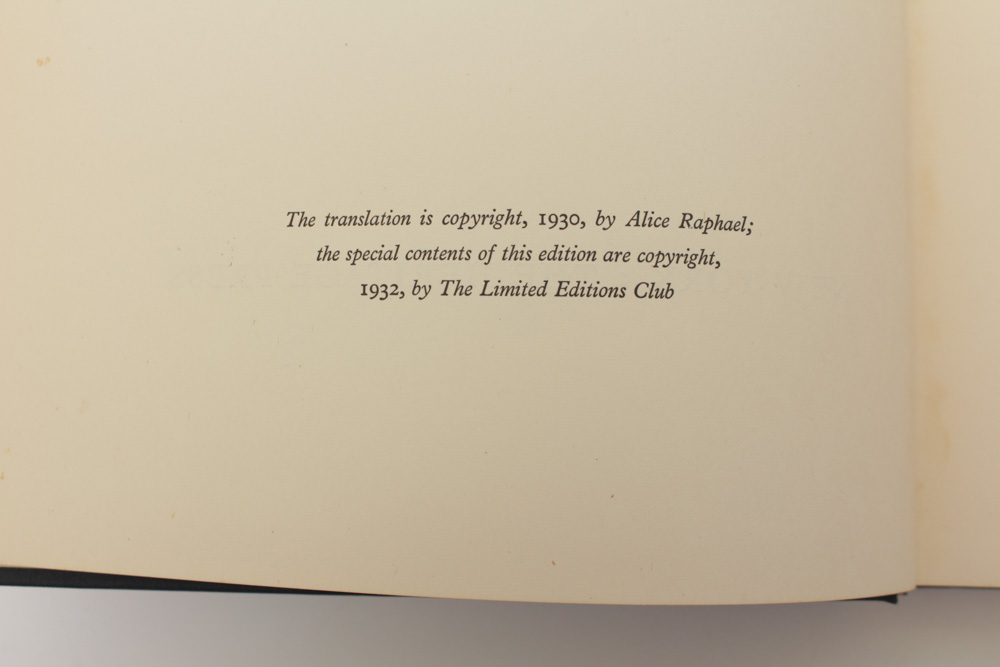 The translation is copyright, 1930, by Alice Raphael;
the special contents of this edition are copyright,
1932, by The Limited Editions Club